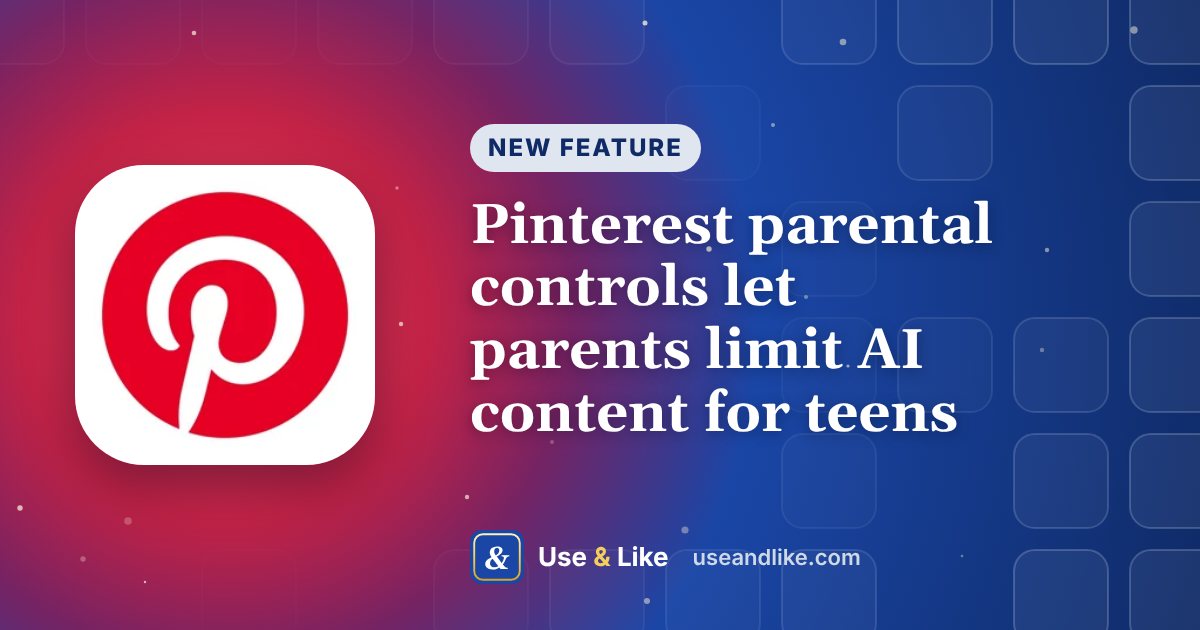 NEW FEATURE
Pinterest parental
controls let
parents limit AI
content for teens
& Use & Like useandlike.com